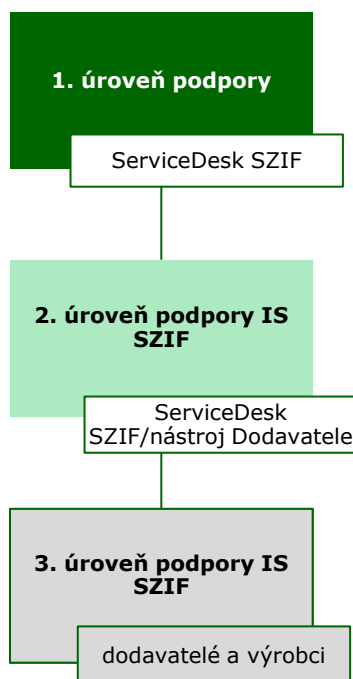 1. úroveň podpory
ServiceDesk SZIF
2. úroveň podpory IS
SZIF
ServiceDesk
SZIF/nástroj Dodavatele
3. úroveň podpory IS
SZIF
dodavatelé a výrobci